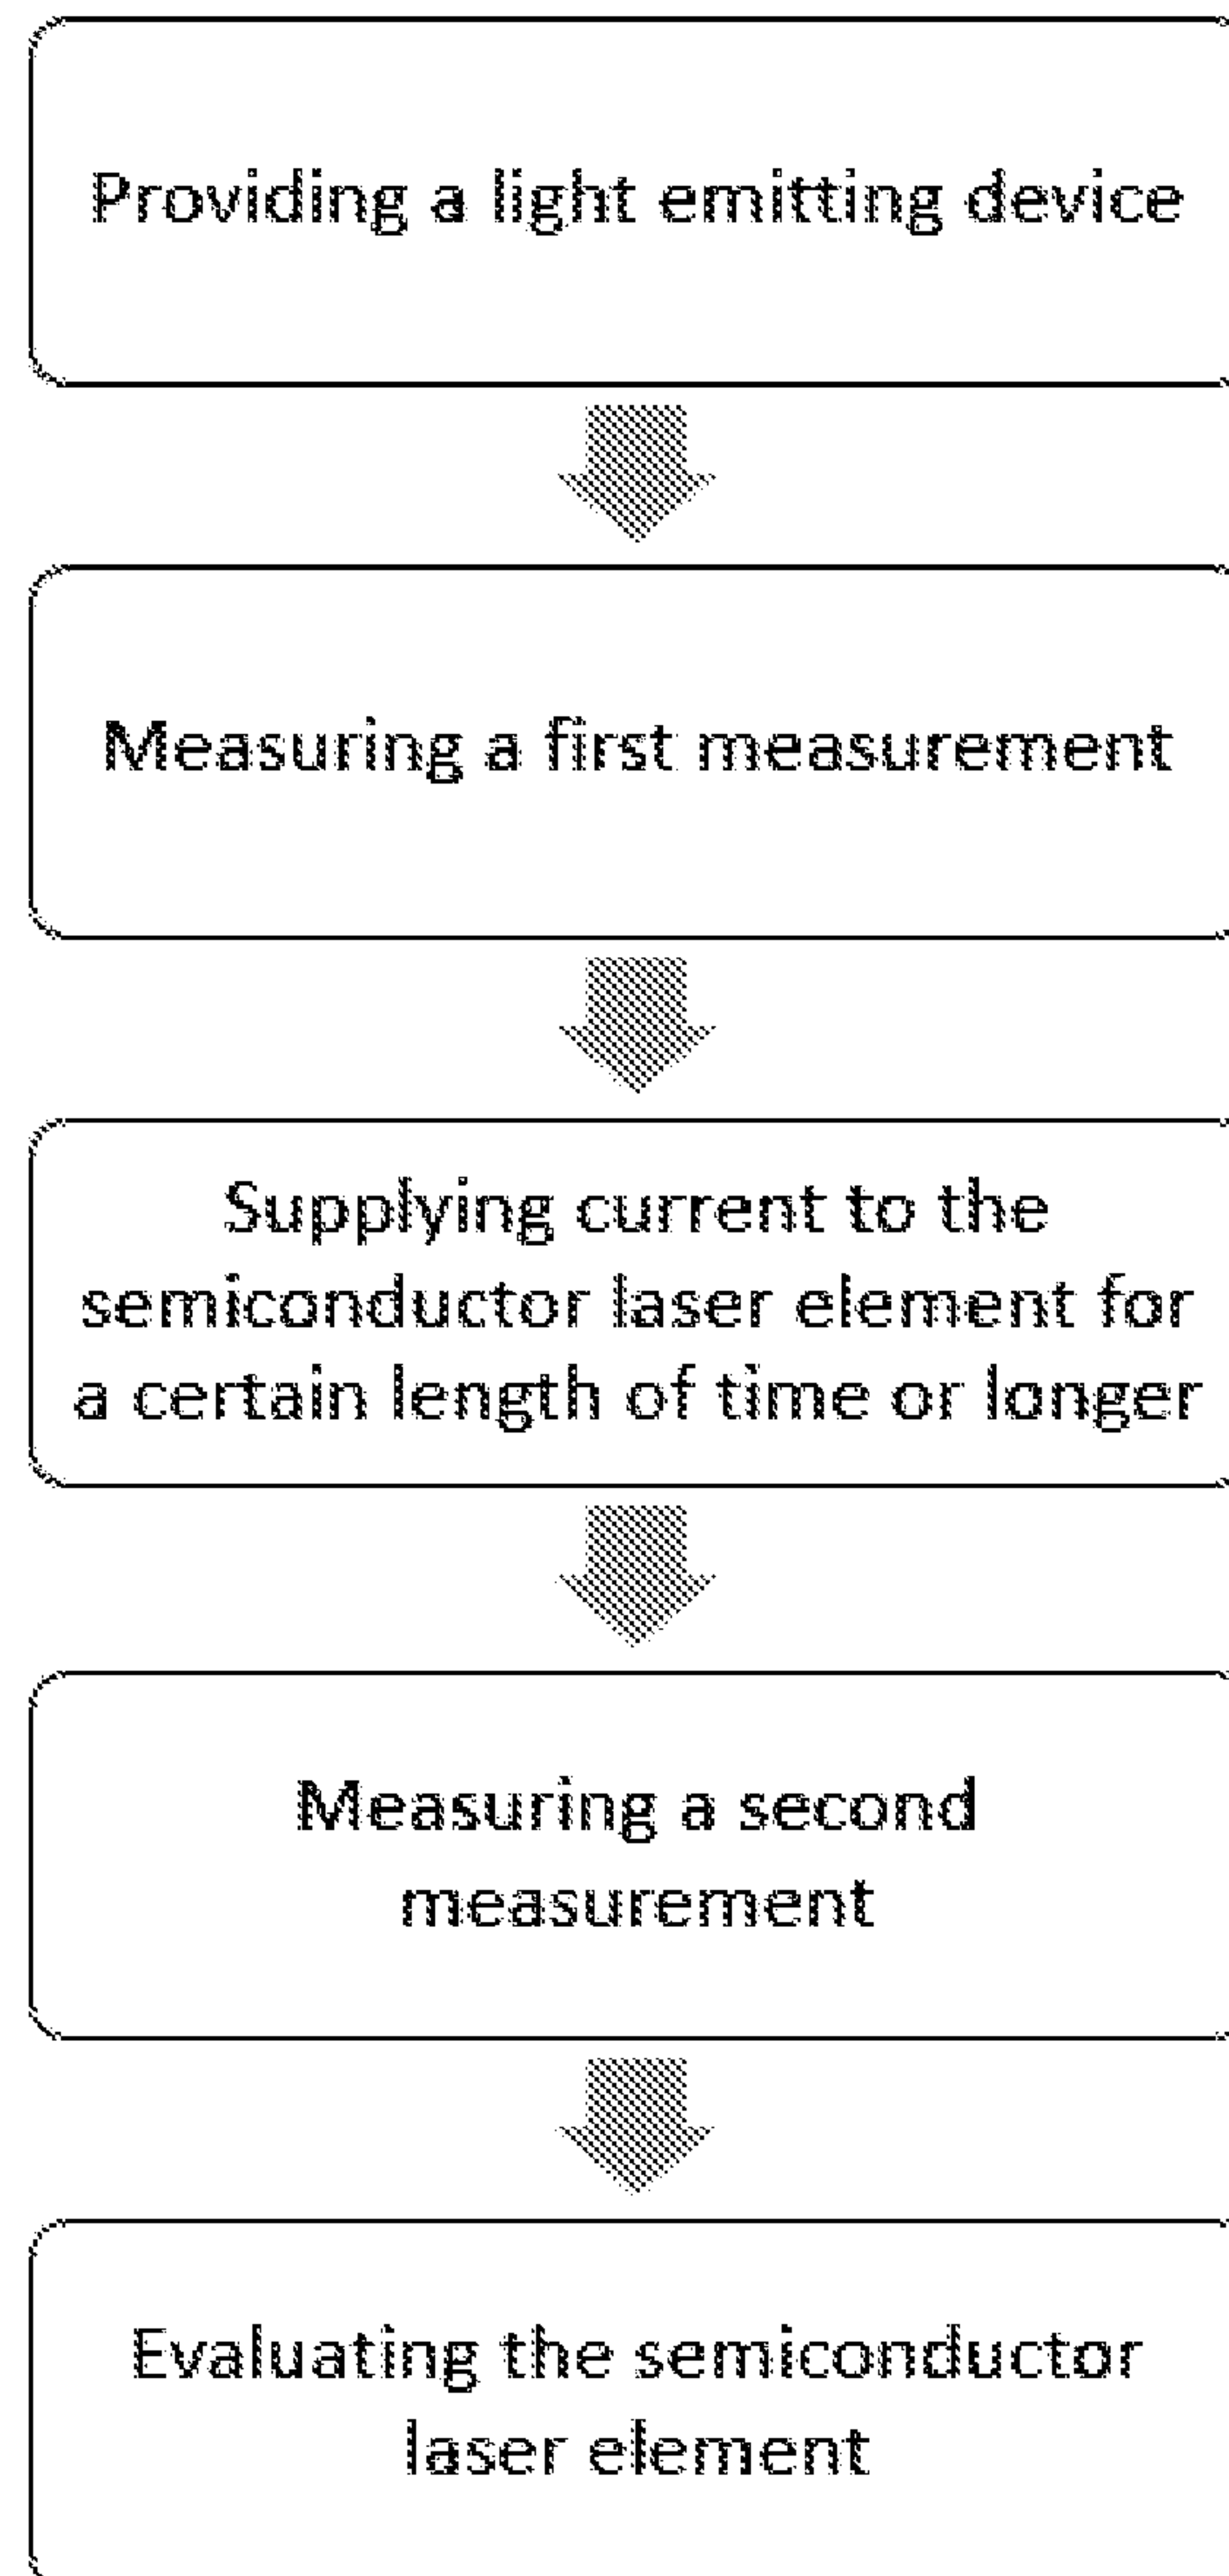 Providing a light emitting device
Measuring a first measurement
Supplying current to the
semiconductor laser element for
a certain length of time or longer
Measuring a second
measurement
Evaluating the semiconductor
laser element